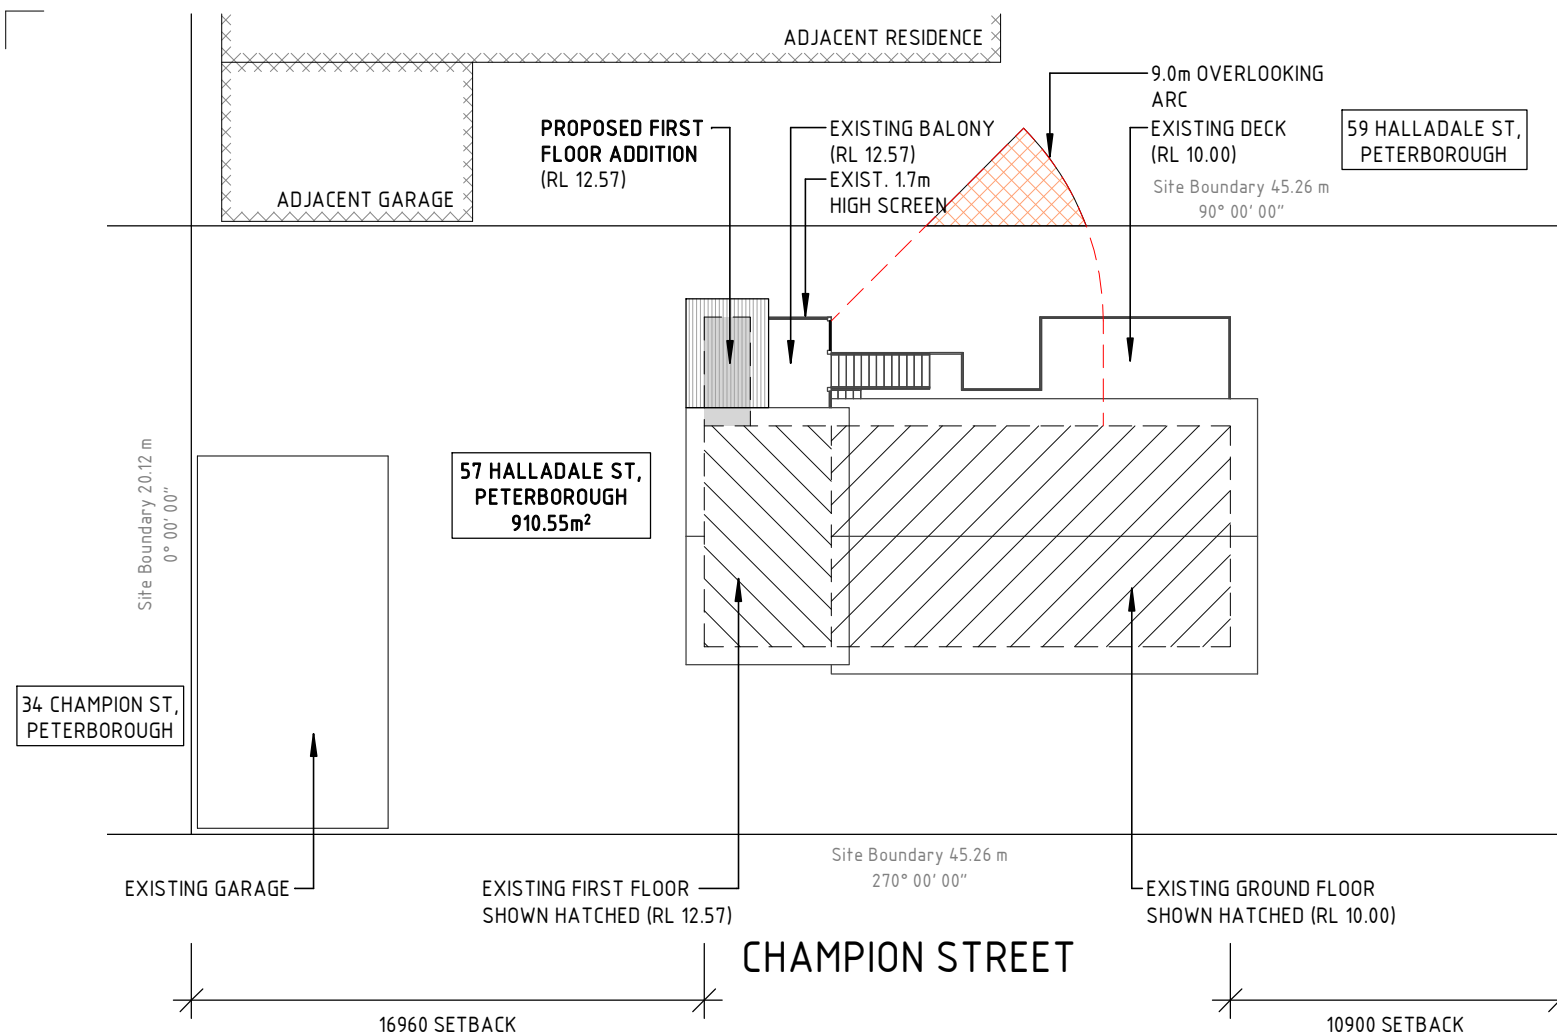 ADJACENT RESIDENCE
9.0m OVERLOOKING
ARC
PROPOSED FIRST
FLOOR ADDITION
(RL 12.57)
EXISTING BALONY
(RL 12.57)
EXIST. 1.7m
HIGH SCREEN
EXISTING DECK
(RL 10.00)
59 HALLADALE ST,
PETERBOROUGH
Site Boundary 45.26 m
90° 00' 00"
ADJACENT GARAGE
57 HALLADALE ST,
PETERBOROUGH
910.55m²
Site Boundary 20.12 m
0° 00' 00"
34 CHAMPION ST,
PETERBOROUGH
Site Boundary 45.26 m
270° 00' 00"
EXISTING GARAGE
EXISTING FIRST FLOOR
SHOWN HATCHED (RL 12.57)
EXISTING GROUND FLOOR
SHOWN HATCHED (RL 10.00)
CHAMPION STREET
16960 SETBACK
10900 SETBACK